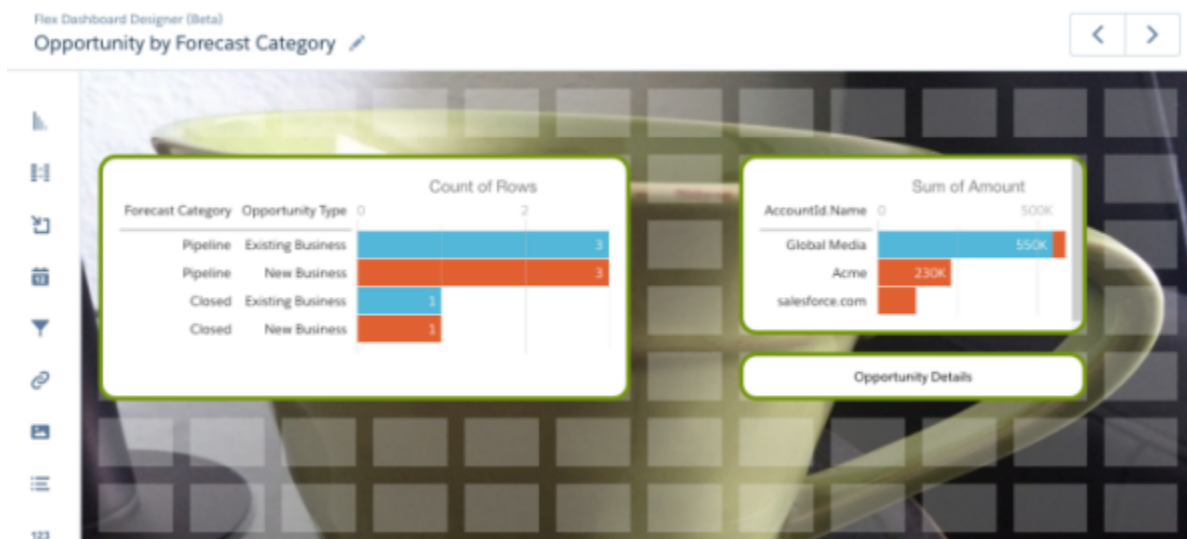 Flex Dashboard Designer (Beta)
Opportunity by Forecast Category
Count of Rows
Forecast Category Opportunity Type 0 2
Pipeline Existing Business 3
Pipeline New Business 3
Closed Existing Business 1
Closed New Business 1
Sum of Amount
AccountId.Name 0 500K
Global Media 550K
Acme 230K
salesforce.com
Opportunity Details
123